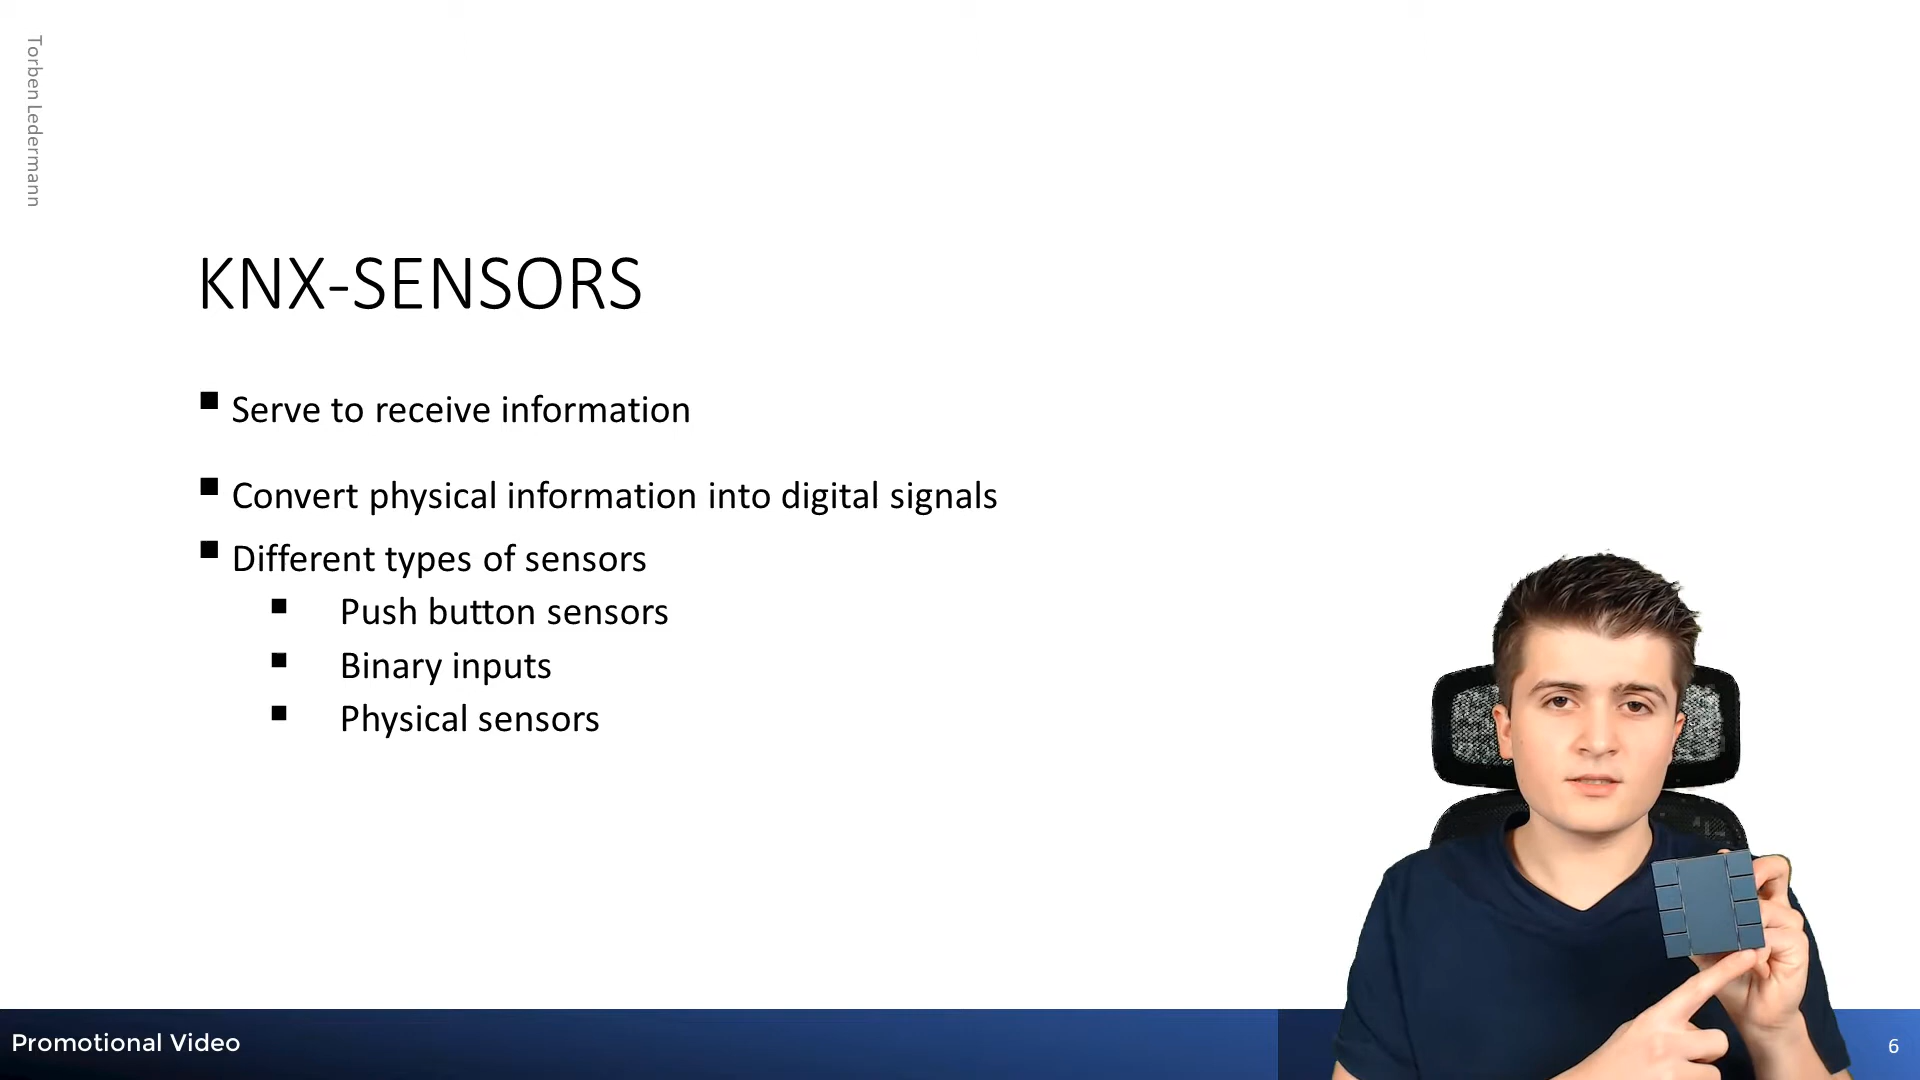 Torben Ledermann
KNX-SENSORS
Serve to receive information
Convert physical information into digital signals
Different types of sensors
Push button sensors
Binary inputs
Physical sensors
Promotional Video
6